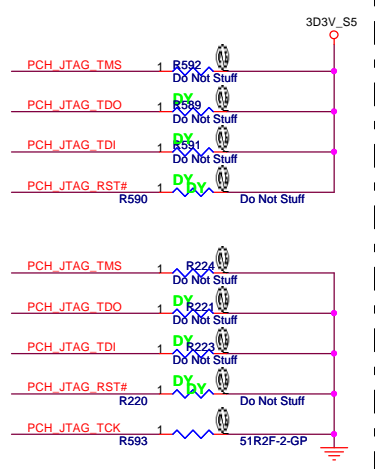 3D3V_S5
PCH_JTAG_TMS 1 R592
Do Not Stuff
DY
PCH_JTAG_TDO 1 R589
Do Not Stuff
DY
PCH_JTAG_TDI 1 R591
Do Not Stuff
DY
DY
PCH_JTAG_RST# 1
R590 Do Not Stuff
PCH_JTAG_TMS 1 R224
Do Not Stuff
DY
PCH_JTAG_TDO 1 R221
Do Not Stuff
DY
PCH_JTAG_TDI 1 R223
Do Not Stuff
DY
DY
PCH_JTAG_RST# 1
R220 Do Not Stuff
PCH_JTAG_TCK 1
R593 51R2F-2-GP